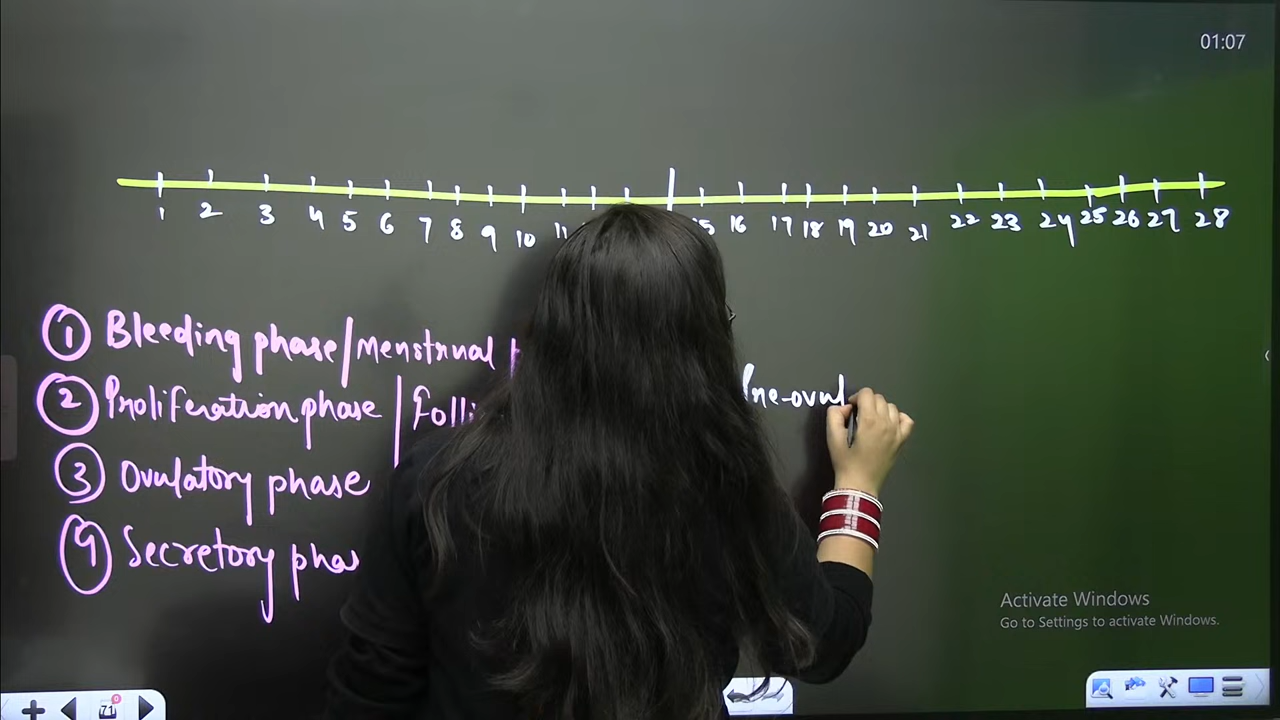 01:07
1 2 3 4 5 6 7 8 9 10 11 15 16 17 18 19 20 21 22 23 24 25 26 27 28
① Bleeding phase/Menstrual
② Proliferation phase | Folli Pre-ovul
③ Ovulatory phase
④ Secretory phas
Activate Windows
Go to Settings to activate Windows.
71